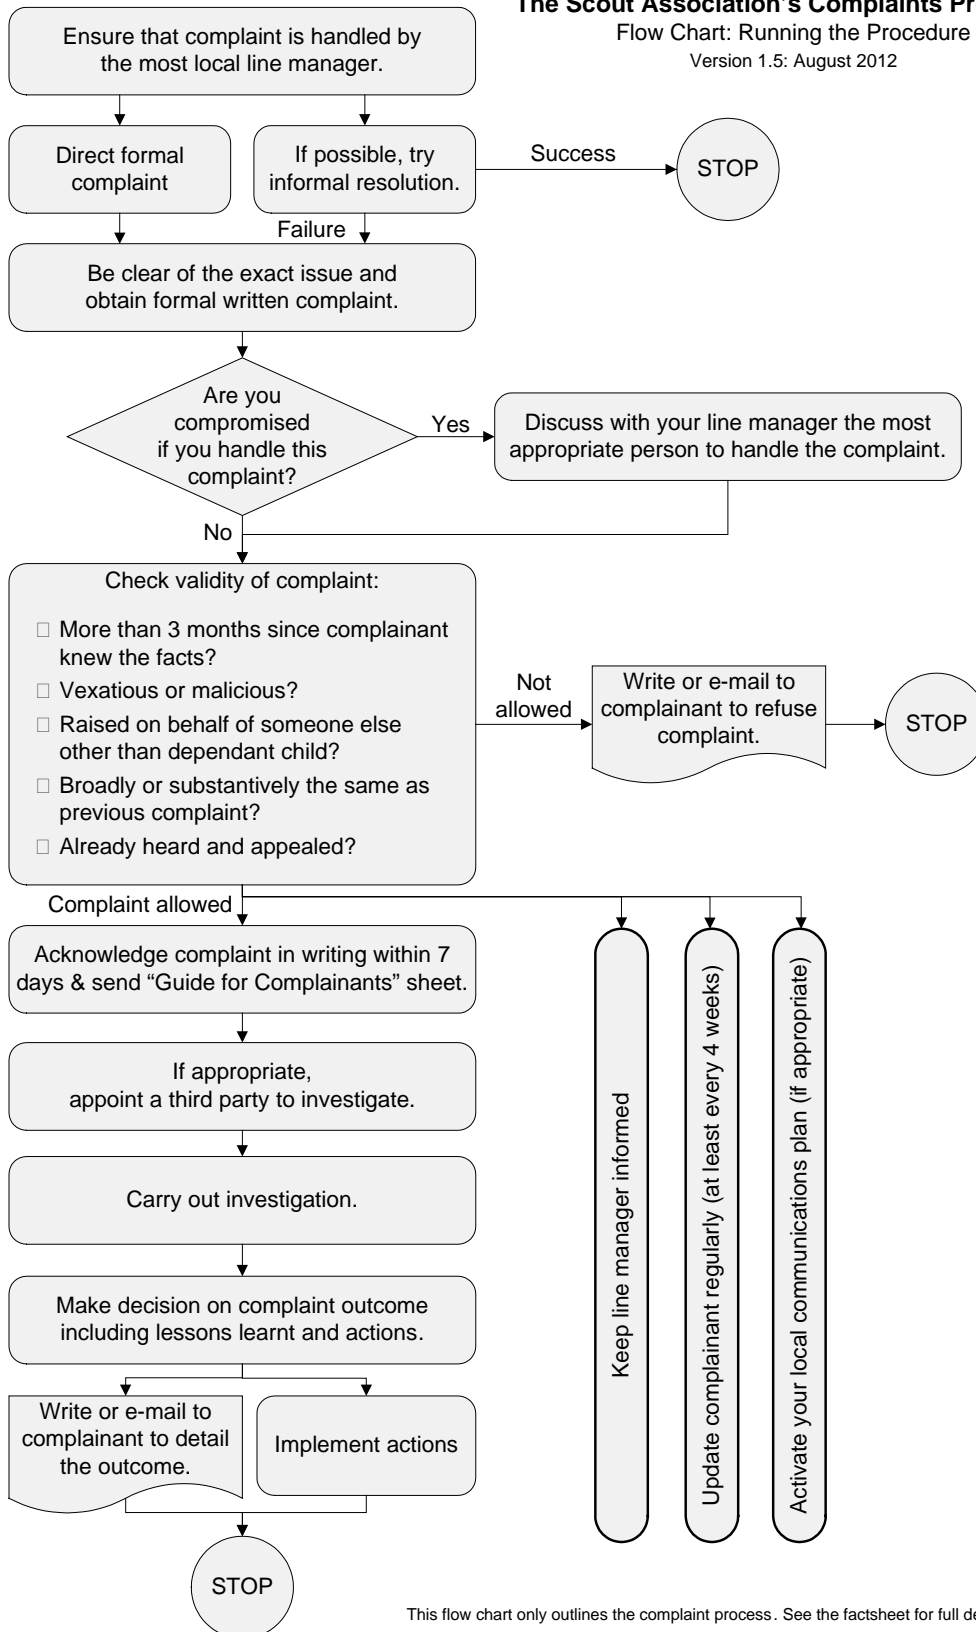 The Scout Association's Complaints
Flow Chart: Running the Procedure
Version 1.5: August 2012
Ensure that complaint is handled by
the most local line manager.
Direct formal
complaint
If possible, try
informal resolution.
Success
STOP
Failure
Be clear of the exact issue and
obtain formal written complaint.
Are you
compromised
if you handle this
complaint?
Yes
Discuss with your line manager the most
appropriate person to handle the complaint.
No
Check validity of complaint:
□ More than 3 months since complainant
knew the facts?
□ Vexatious or malicious?
□ Raised on behalf of someone else
other than dependant child?
□ Broadly or substantively the same as
previous complaint?
□ Already heard and appealed?
Not
allowed
Write or e-mail to
complainant to refuse
complaint.
STOP
Complaint allowed
Acknowledge complaint in writing within 7
days & send “Guide for Complainants” sheet.
If appropriate,
appoint a third party to investigate.
Carry out investigation.
Make decision on complaint outcome
including lessons learnt and actions.
Write or e-mail to
complainant to detail
the outcome.
Implement actions
STOP
Keep line manager informed
Update complainant regularly (at least every 4 weeks)
Activate your local communications plan (if appropriate)
This flow chart only outlines the complaint process. See the factsheet for full